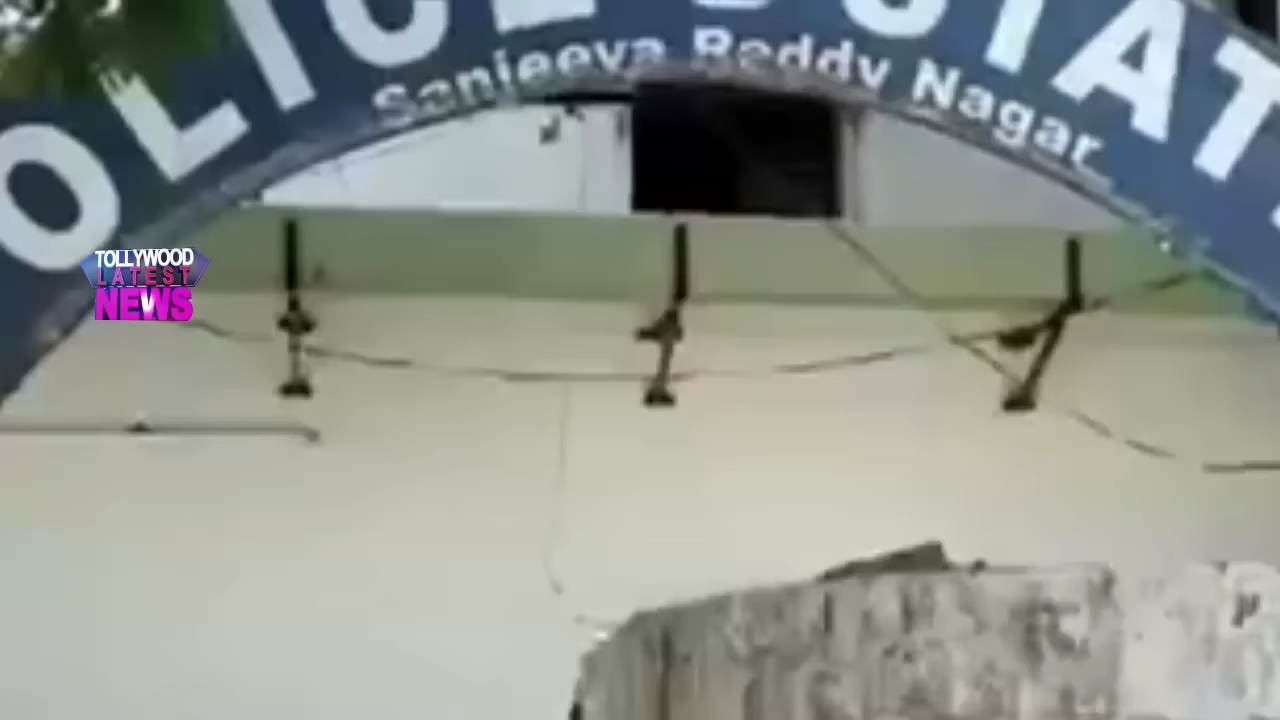 OLICE STAT
Sanjeeva Reddy Nagar
TOLLYWOOD
LATEST
NEWS